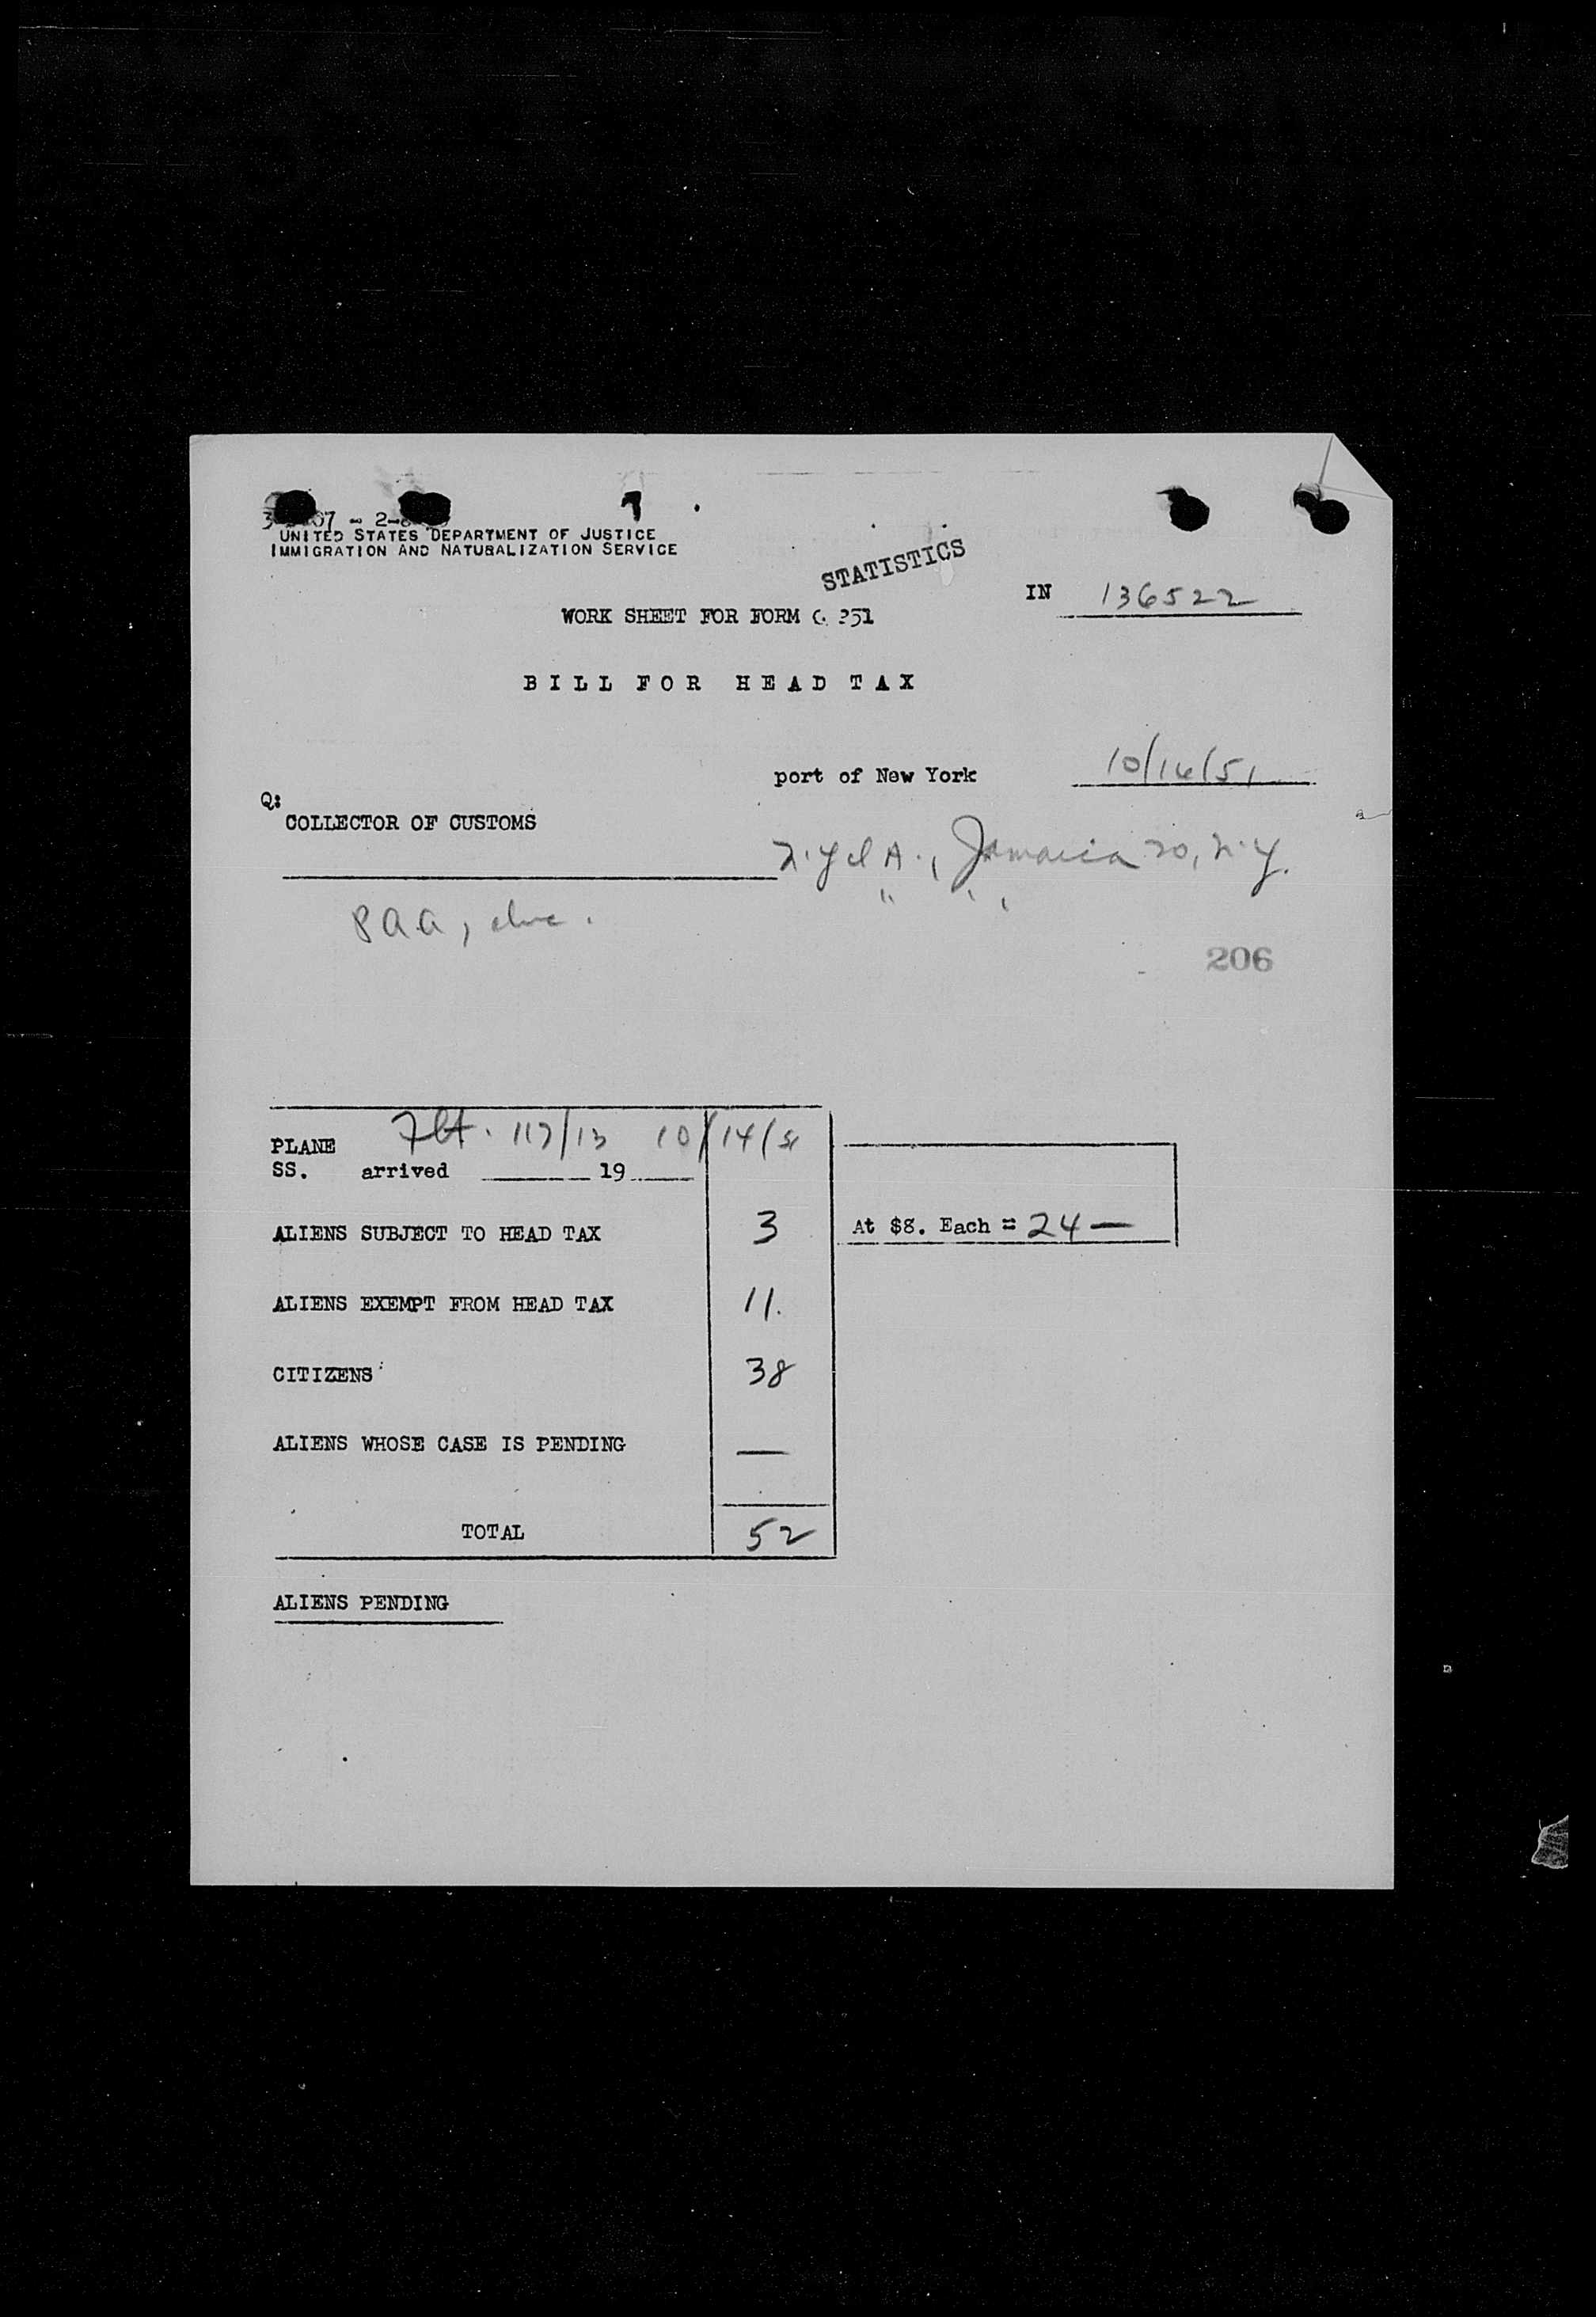 UNITED STATES DEPARTMENT OF JUSTICE
IMMIGRATION AND NATURALIZATION SERVICE
STATISTICS
IN 136522
WORK SHEET FOR FORM 351
BILL FOR HEAD TAX
port of New York 10/16/51
Q:
COLLECTOR OF CUSTOMS
Jamaica 20, N.Y.
PAA,
206
PLANE Flt. 117/13 10/14/51
SS. arrived 19
ALIENS SUBJECT TO HEAD TAX 3 At $8. Each = 24 —
ALIENS EXEMPT FROM HEAD TAX 11.
CITIZENS 38
ALIENS WHOSE CASE IS PENDING —
TOTAL 52
ALIENS PENDING